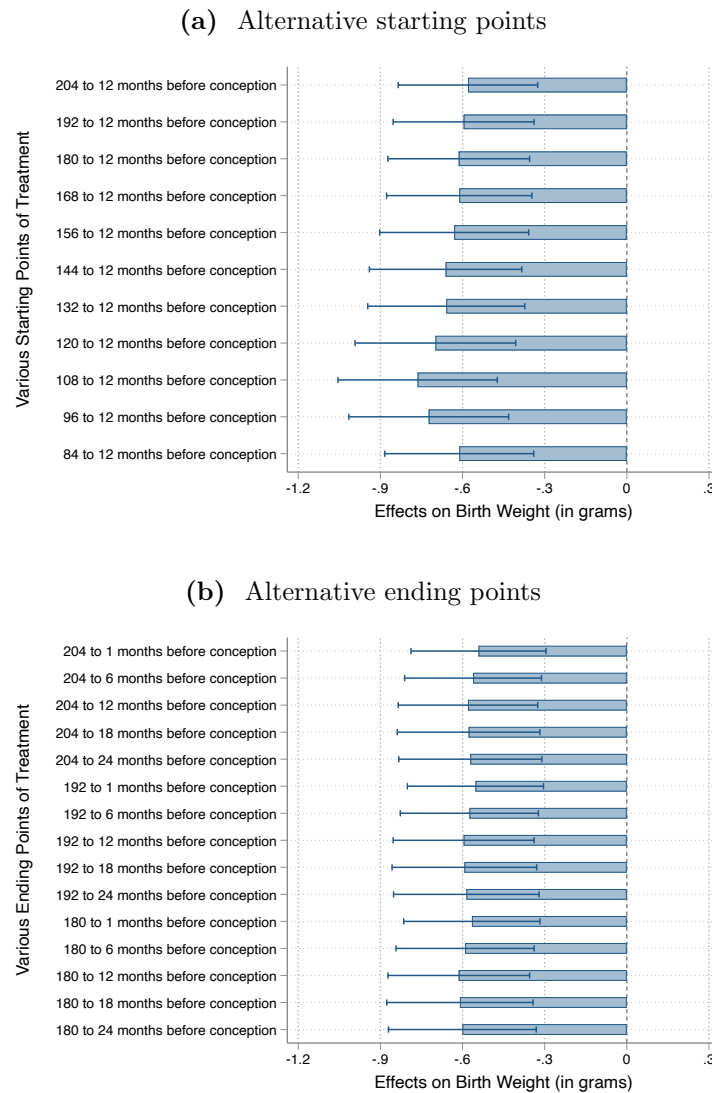 (a) Alternative starting points
Various Starting Points of Treatment
204 to 12 months before conception
192 to 12 months before conception
180 to 12 months before conception
168 to 12 months before conception
156 to 12 months before conception
144 to 12 months before conception
132 to 12 months before conception
120 to 12 months before conception
108 to 12 months before conception
96 to 12 months before conception
84 to 12 months before conception
-1.2 -.9 -.6 -.3 0 .3
Effects on Birth Weight (in grams)
(b) Alternative ending points
Various Ending Points of Treatment
204 to 1 months before conception
204 to 6 months before conception
204 to 12 months before conception
204 to 18 months before conception
204 to 24 months before conception
192 to 1 months before conception
192 to 6 months before conception
192 to 12 months before conception
192 to 18 months before conception
192 to 24 months before conception
180 to 1 months before conception
180 to 6 months before conception
180 to 12 months before conception
180 to 18 months before conception
180 to 24 months before conception
-1.2 -.9 -.6 -.3 0 .3
Effects on Birth Weight (in grams)